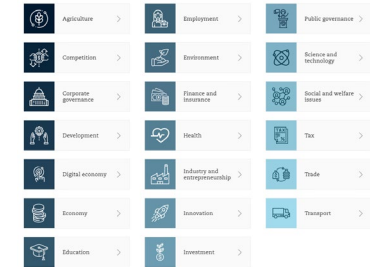 Agriculture
Competition
Corporate
governance
Development
Digital economy
Economy
Education
Employment
Environment
Finance and
insurance
Health
Industry and
entrepreneurship
Innovation
Investment
Public governance
Science and
technology
Social and welfare
issues
Tax
Trade
Transport